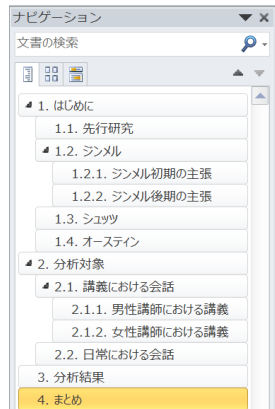 ナビゲーション
文書の検索
1. はじめに
1.1. 先行研究
1.2. ジンメル
1.2.1. ジンメル初期の主張
1.2.2. ジンメル後期の主張
1.3. シュッツ
1.4. オースティン
2. 分析対象
2.1. 講義における会話
2.1.1. 男性講師における講義
2.1.2. 女性講師における講義
2.2. 日常における会話
3. 分析結果
4. まとめ